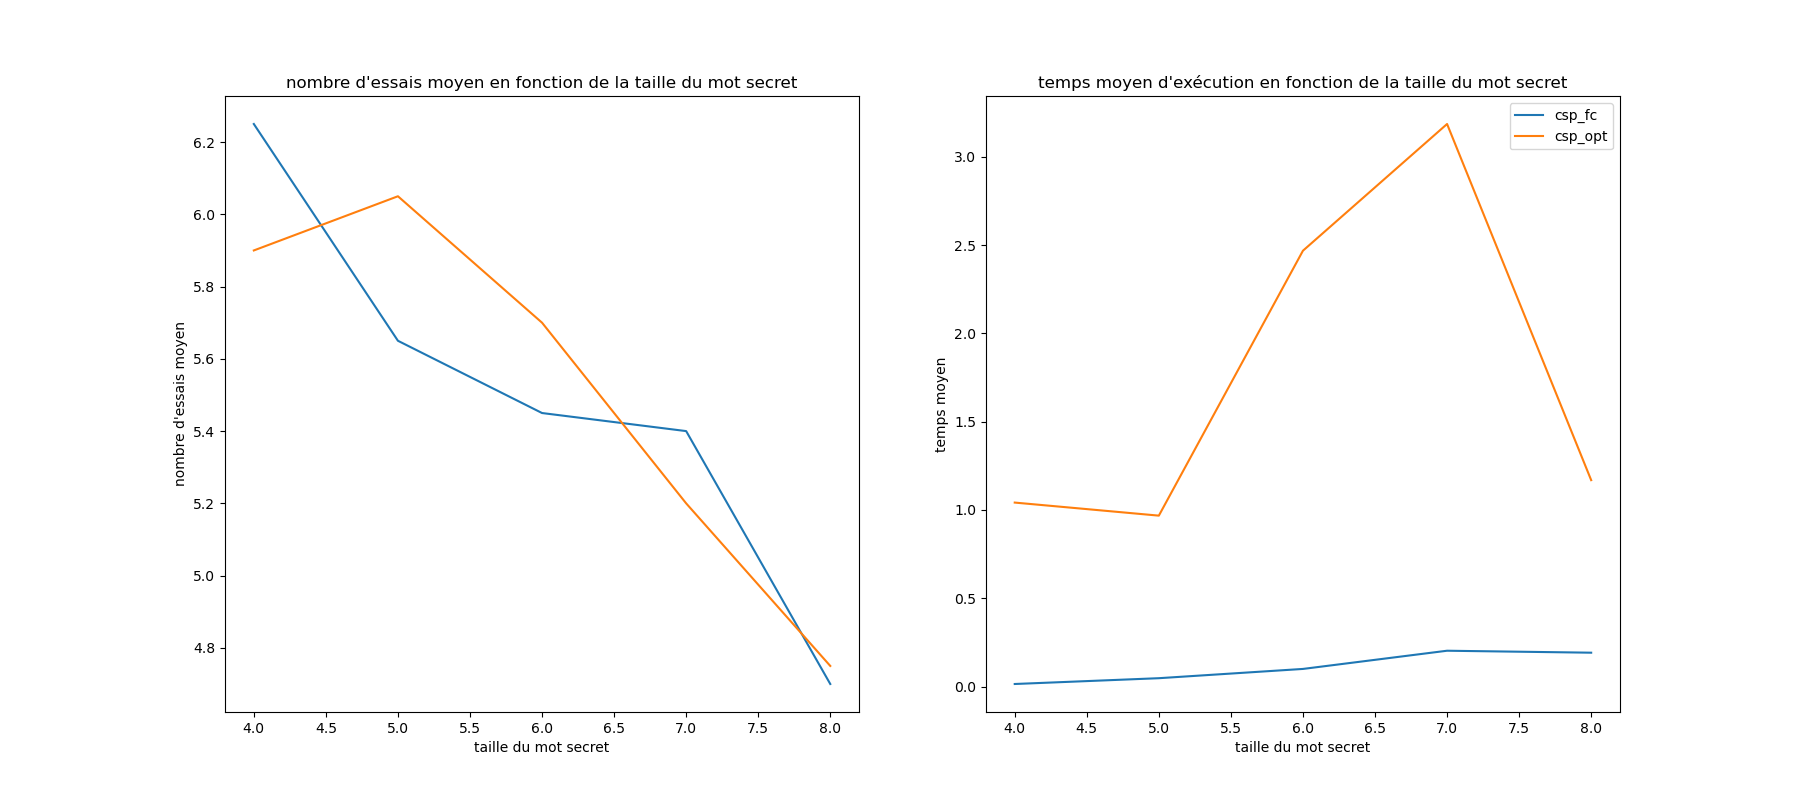 nombre d'essais moyen en fonction de la taille du mot secret
nombre d'essais moyen
6.2
6.0
5.8
5.6
5.4
5.2
5.0
4.8
4.0 4.5 5.0 5.5 6.0 6.5 7.0 7.5 8.0
taille du mot secret
temps moyen d'exécution en fonction de la taille du mot secret
csp_fc
csp_opt
temps moyen
3.0
2.5
2.0
1.5
1.0
0.5
0.0
4.0 4.5 5.0 5.5 6.0 6.5 7.0 7.5 8.0
taille du mot secret